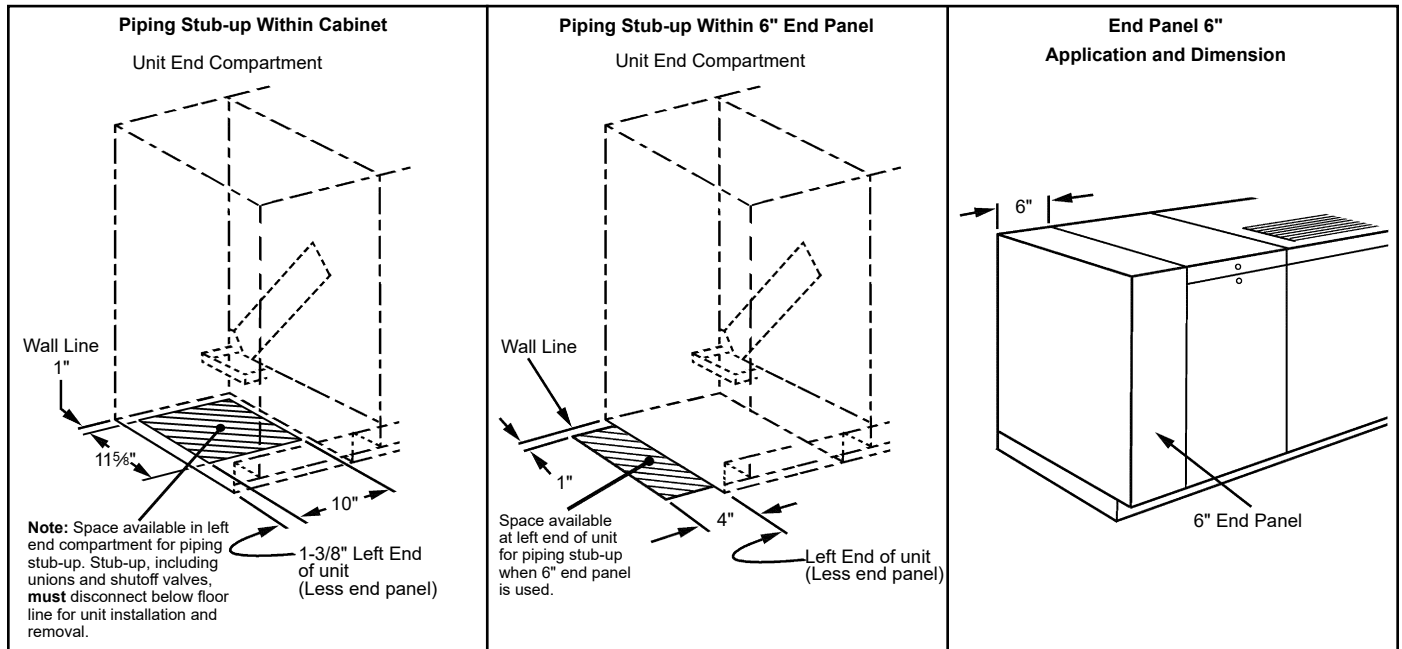 Piping Stub-up Within Cabinet
Unit End Compartment
Wall Line
1"
11⅝"
10"
Note: Space available in left
end compartment for piping
stub-up. Stub-up, including
unions and shutoff valves,
must disconnect below floor
line for unit installation and
removal.
1-3/8" Left End
of unit
(Less end panel)
Piping Stub-up Within 6" End Panel
Unit End Compartment
Wall Line
1"
4"
Space available
at left end of unit
for piping stub-up
when 6" end panel
is used.
Left End of unit
(Less end panel)
End Panel 6"
Application and Dimension
6"
6" End Panel